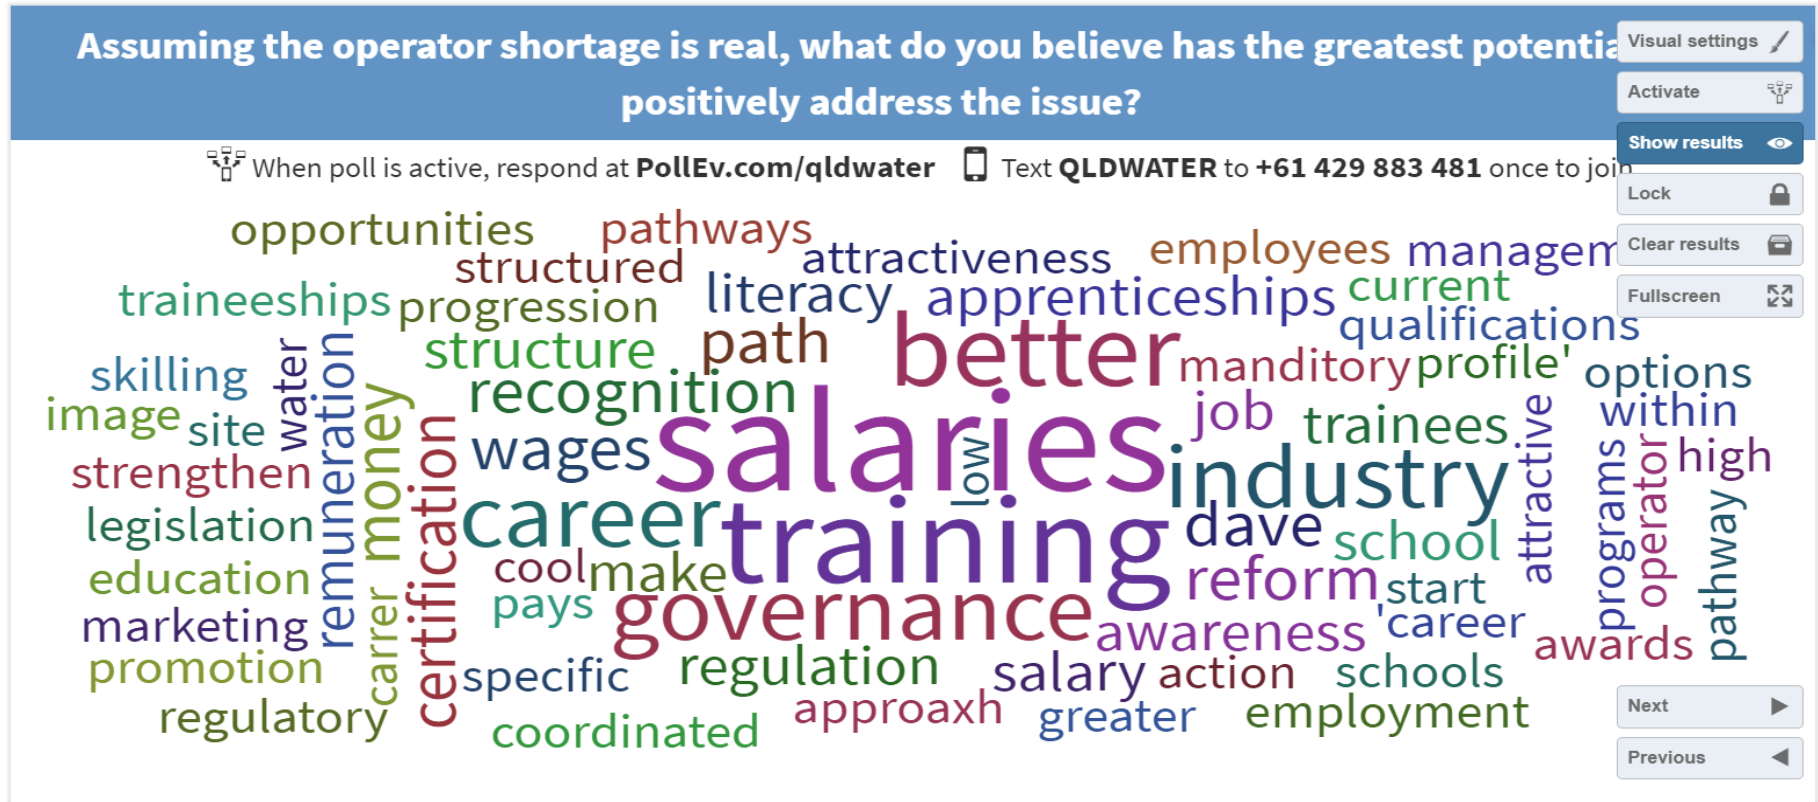 Assuming the operator shortage is real, what do you believe has the greatest potentia
positively address the issue?
When poll is active, respond at PollEv.com/qldwater
Text QLDWATER to +61 429 883 481 once to join
Visual settings
Activate
Show results
Lock
Clear results
Fullscreen
opportunities
pathways
structured
attractiveness
employees
managem
traineeships
progression
literacy
apprenticeships
current
qualifications
structure
path
better
manditory
profile'
options
skilling
water
remuneration
money
recognition
salaries
job
trainees
attractive
within
image
site
wages
low
industry
programs
operator
high
strengthen
certification
career
training
dave
school
pathway
legislation
cool
make
reform
start
education
pays
governance
awareness
'career
awards
marketing
carrer
promotion
specific
regulation
salary
action
schools
regulatory
coordinated
approaxh
greater
employment
Next
Previous